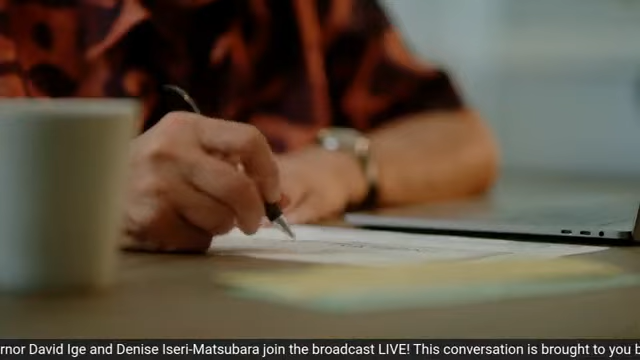 rnor David Ige and Denise Iseri-Matsubara join the broadcast LIVE! This conversation is brought to you b